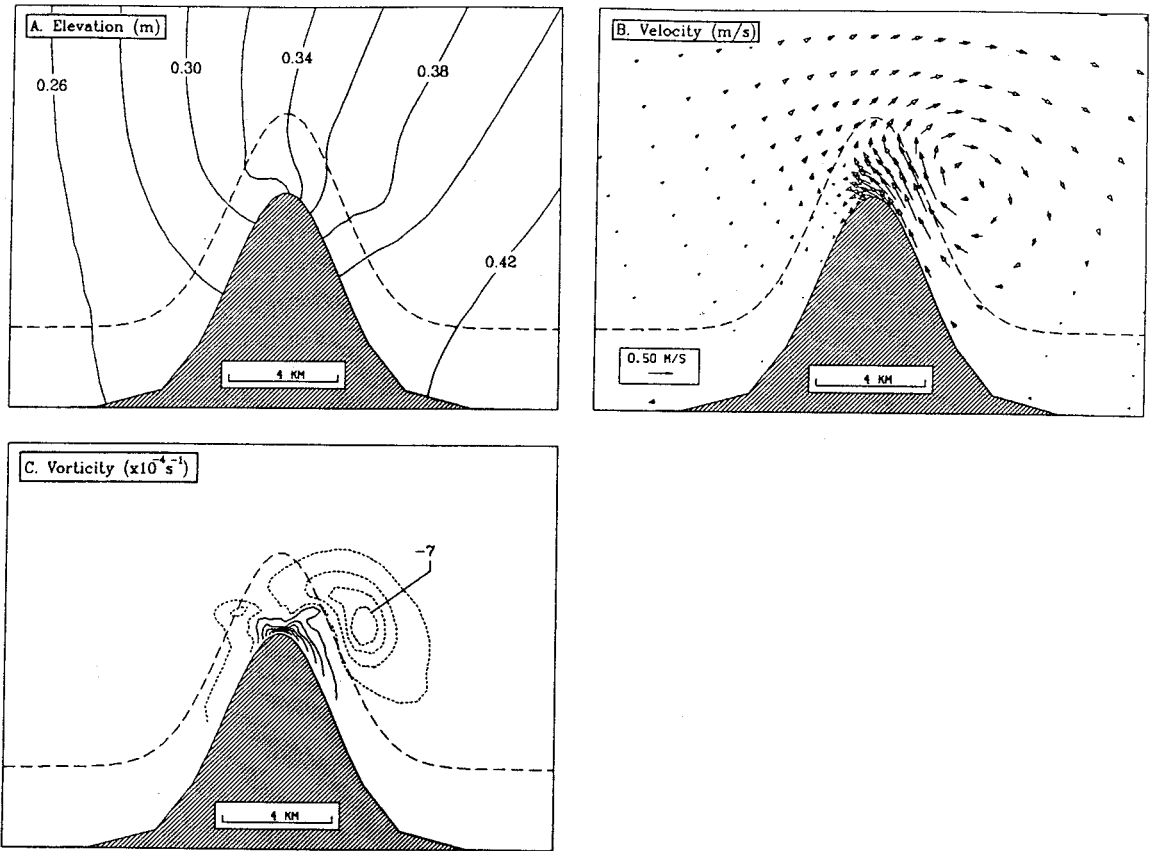 A. Elevation (m)
0.26
0.30
0.34
0.38
0.42
4 KM
B. Velocity (m/s)
0.50 M/S
4 KM
C. Vorticity (x10⁻⁴s⁻¹)
-7
4 KM